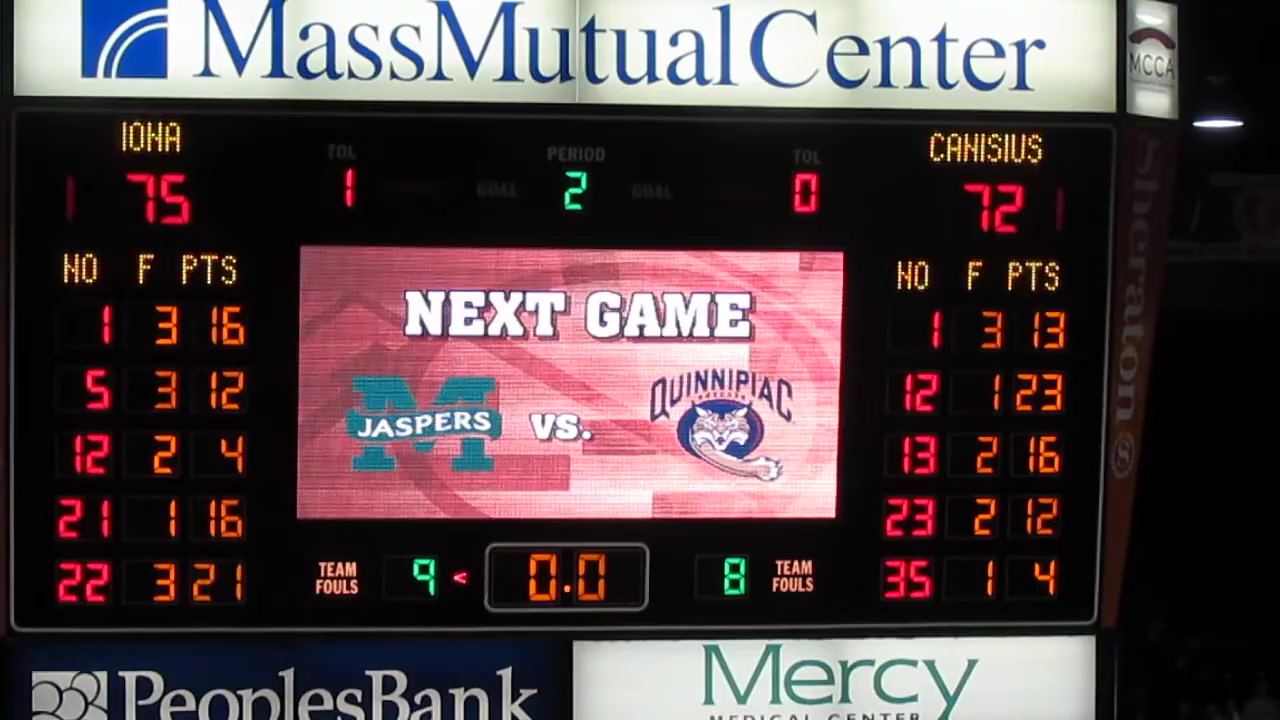 MassMutual Center
MCCA
IONA
CANISIUS
TOL
PERIOD
TOL
75
1
GOAL
2
GOAL
0
72
NO F PTS
NO F PTS
1 3 16
1 3 13
5 3 12
12 1 23
12 2 4
13 2 16
21 1 16
23 2 12
22 3 21
35 1 4
NEXT GAME
M
JASPERS
vs.
QUINNIPIAC
TEAM
FOULS
9 < 0.0 8
TEAM
FOULS
Sheraton
S
PeoplesBank
Mercy
MEDICAL CENTER